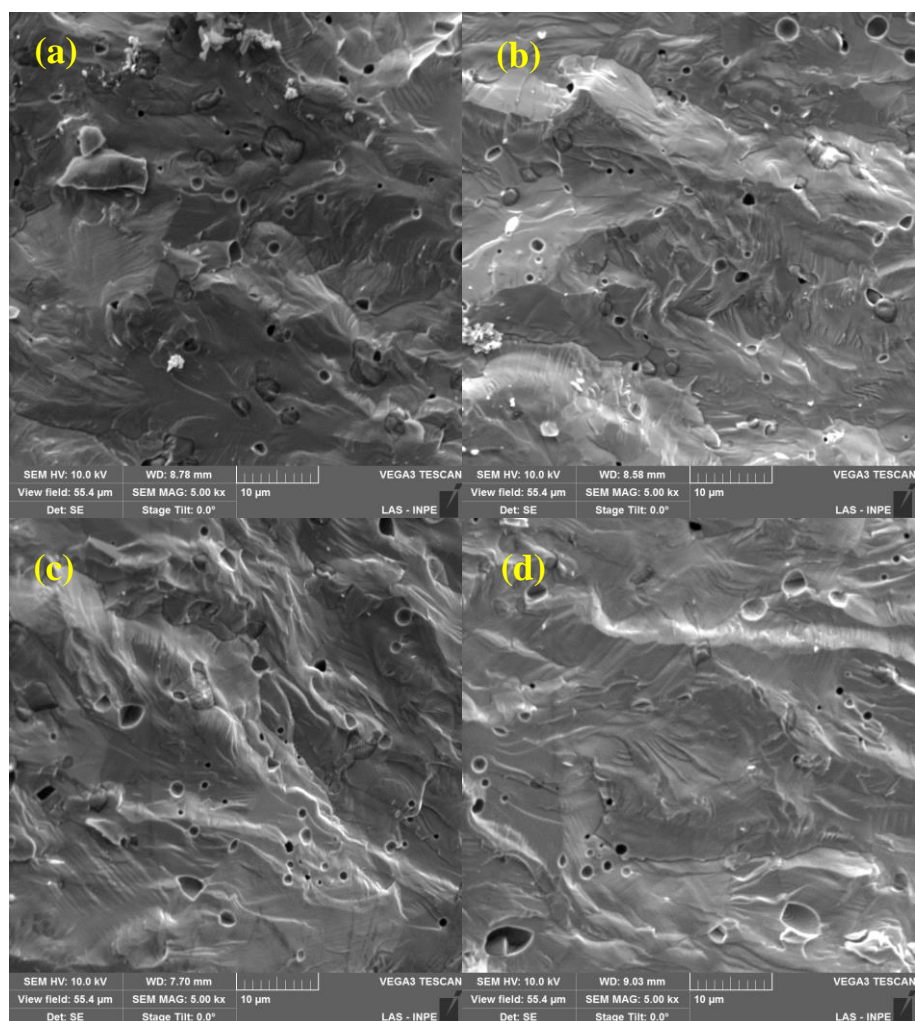 (a)
SEM HV: 10.0 kV WD: 8.78 mm VEGA3 TESCAN
View field: 55.4 µm SEM MAG: 5.00 kx 10 µm
Det: SE Stage Tilt: 0.0° LAS - INPE
(b)
SEM HV: 10.0 kV WD: 8.58 mm VEGA3 TESCAN
View field: 55.4 µm SEM MAG: 5.00 kx 10 µm
Det: SE Stage Tilt: 0.0° LAS - INPE
(c)
SEM HV: 10.0 kV WD: 7.70 mm VEGA3 TESCAN
View field: 55.4 µm SEM MAG: 5.00 kx 10 µm
Det: SE Stage Tilt: 0.0° LAS - INPE
(d)
SEM HV: 10.0 kV WD: 9.03 mm VEGA3 TESCAN
View field: 55.4 µm SEM MAG: 5.00 kx 10 µm
Det: SE Stage Tilt: 0.0° LAS - INPE